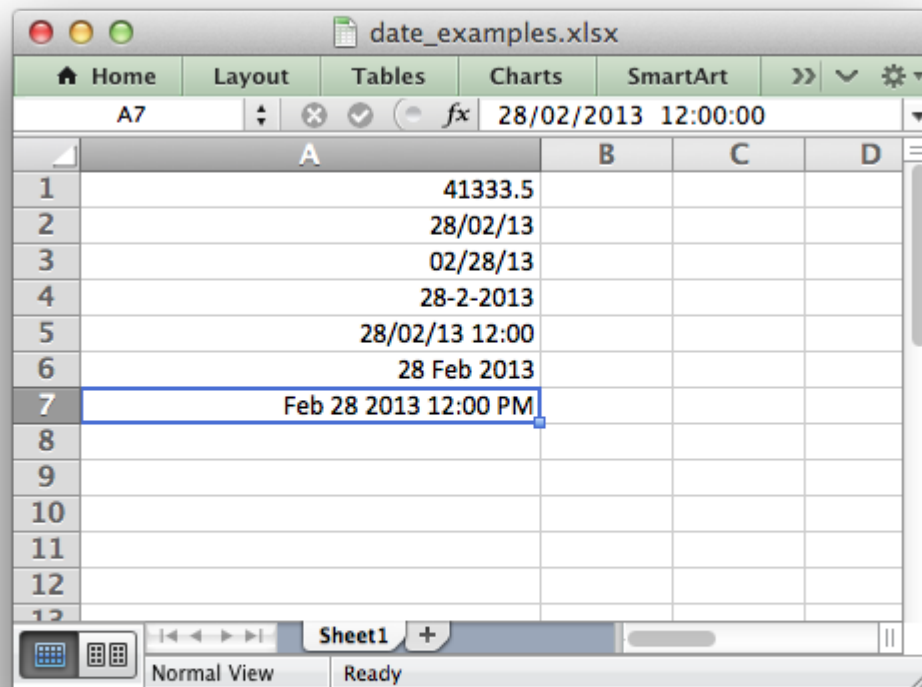 date_examples.xlsx
Home Layout Tables Charts SmartArt
A7 fx 28/02/2013 12:00:00
A B C D
1 41333.5
2 28/02/13
3 02/28/13
4 28-2-2013
5 28/02/13 12:00
6 28 Feb 2013
7 Feb 28 2013 12:00 PM
8
9
10
11
12
13
Sheet1 +
Normal View Ready